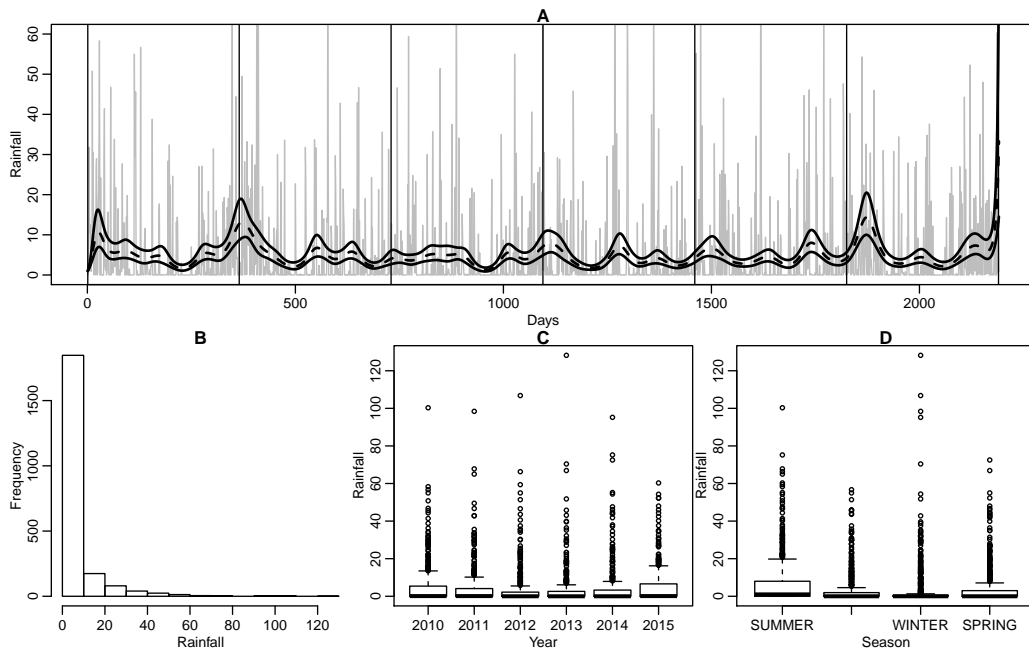 A
Rainfall
60
50
40
30
20
10
0
0 500 1000 1500 2000
Days
B
Frequency
1500
1000
500
0
0 20 40 60 80 100 120
Rainfall
C
Rainfall
120
100
80
60
40
20
0
2010 2011 2012 2013 2014 2015
Year
D
Rainfall
120
100
80
60
40
20
0
SUMMER WINTER SPRING
Season